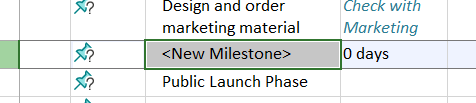 Design and order
marketing material
Check with
Marketing
?
<New Milestone>
0 days
?
Public Launch Phase
?